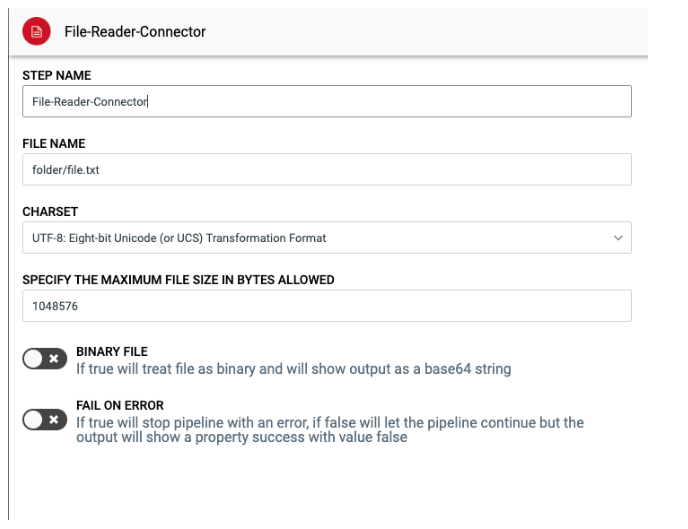 File-Reader-Connector
STEP NAME
File-Reader-Connector
FILE NAME
folder/file.txt
CHARSET
UTF-8: Eight-bit Unicode (or UCS) Transformation Format
SPECIFY THE MAXIMUM FILE SIZE IN BYTES ALLOWED
1048576
BINARY FILE
If true will treat file as binary and will show output as a base64 string
FAIL ON ERROR
If true will stop pipeline with an error, if false will let the pipeline continue but the
output will show a property success with value false